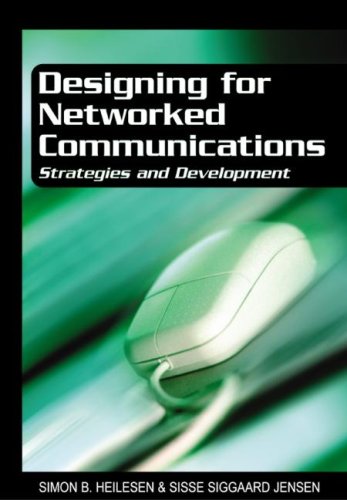 Designing for
Networked
Communications
Strategies and Development
SIMON B. HEILESEN & SISSE SIGGAARD JENSEN